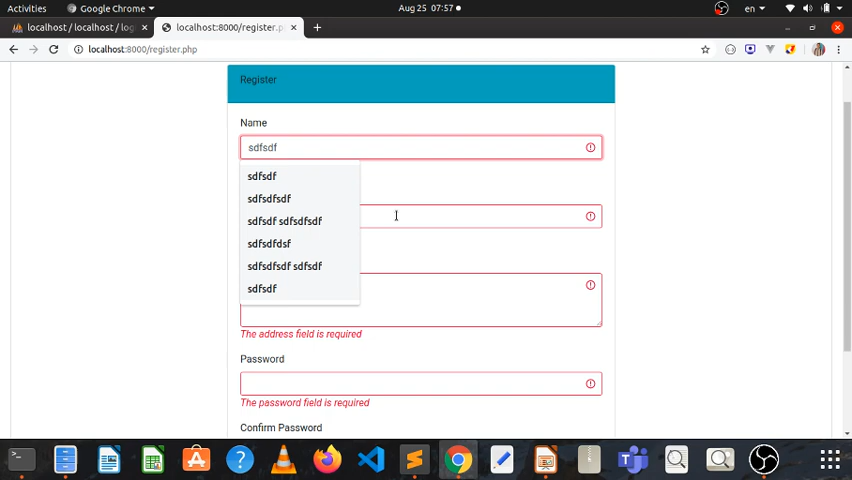 Activities
Google Chrome
Aug 25 07:57
en
localhost / localhost / log
localhost:8000/register.p
localhost:8000/register.php
Register
Name
sdfsdf
sdfsdf
sdfsdfsdf
sdfsdf sdfsdfsdf
sdfsdfdsf
sdfsdfsdf sdfsdf
sdfsdf
The address field is required
Password
The password field is required
Confirm Password